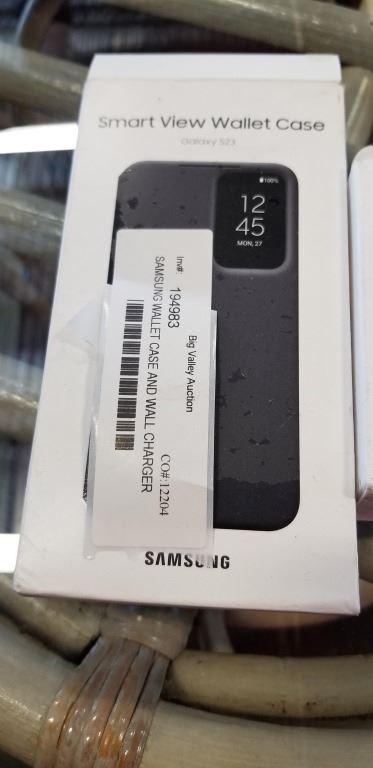 Smart View Wallet Case
Galaxy S23
100%
12
45
MON, 27
Inv#: 194983
Big Valley Auction
SAMSUNG WALLET CASE AND WALL CHARGER
CO#:12204
SAMSUNG